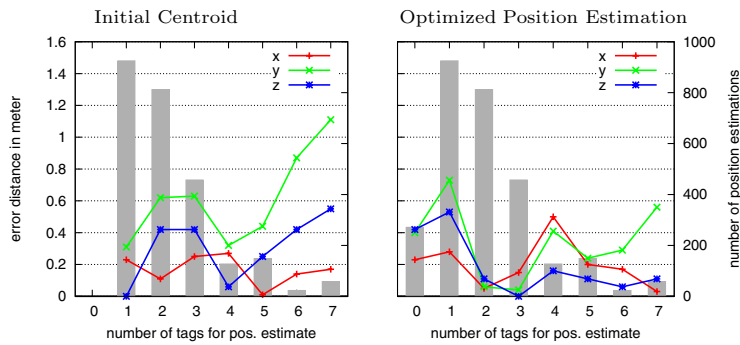 Initial Centroid
Optimized Position Estimation
error distance in meter
1.6
1.4
1.2
1
0.8
0.6
0.4
0.2
0
x
y
z
0 1 2 3 4 5 6 7
number of tags for pos. estimate
x
y
z
0 1 2 3 4 5 6 7
number of tags for pos. estimate
1000
800
600
400
200
0
number of position estimations